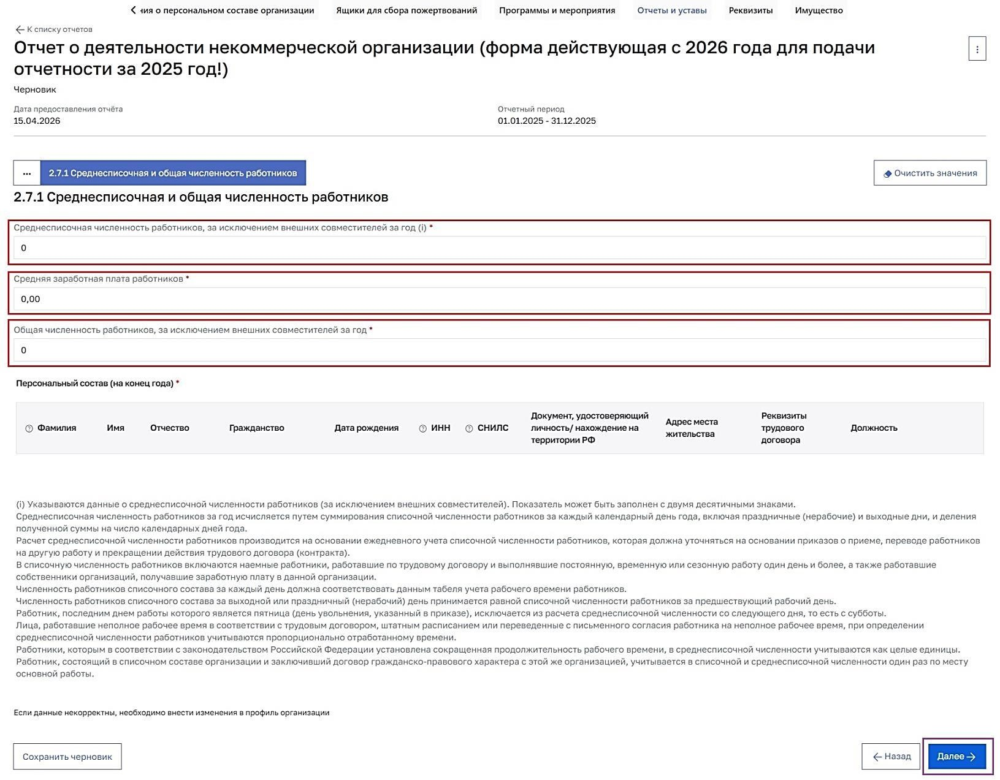 ния о персональном составе организации
Ящики для сбора пожертвований
Программы и мероприятия
Отчеты и уставы
Реквизиты
Имущество
К списку отчетов
Отчет о деятельности некоммерческой организации (форма действующая с 2026 года для подачи
отчетности за 2025 год!)
Черновик
Дата предоставления отчёта
15.04.2026
Отчетный период
01.01.2025 - 31.12.2025
...
2.7.1 Среднесписочная и общая численность работников
Очистить значения
2.7.1 Среднесписочная и общая численность работников
Среднесписочная численность работников, за исключением внешних совместителей за год (i) *
0
Средняя заработная плата работников *
0,00
Общая численность работников, за исключением внешних совместителей за год *
0
Персональный состав (на конец года) *
Фамилия
Имя
Отчество
Гражданство
Дата рождения
ИНН
СНИЛС
Документ, удостоверяющий
личность/ нахождение на
территории РФ
Адрес места
жительства
Реквизиты
трудового
договора
Должность
(i) Указываются данные о среднесписочной численности работников (за исключением внешних совместителей). Показатель может быть заполнен с двумя десятичными знаками.
Среднесписочная численность работников за год исчисляется путем суммирования списочной численности работников за каждый календарный день года, включая праздничные (нерабочие) и выходные дни, и деления
полученной суммы на число календарных дней года.
Расчет среднесписочной численности работников производится на основании ежедневного учета списочной численности работников, которая должна уточняться на основании приказов о приеме, переводе работников
на другую работу и прекращении действия трудового договора (контракта).
В списочную численность работников включаются наемные работники, работавшие по трудовому договору и выполнявшие постоянную, временную или сезонную работу один день и более, а также работавшие
собственники организаций, получавшие заработную плату в данной организации.
Численность работников списочного состава за каждый день должна соответствовать данным табеля учета рабочего времени работников.
Численность работников списочного состава за выходной или праздничный (нерабочий) день принимается равной списочной численности работников за предшествующий рабочий день.
Работник, последним днем работы которого является пятница (день увольнения, указанный в приказе), исключается из расчета среднесписочной численности со следующего дня, то есть с субботы.
Лица, работавшие неполное рабочее время в соответствии с трудовым договором, штатным расписанием или переведенные с письменного согласия работника на неполное рабочее время, при определении
среднесписочной численности работников учитываются пропорционально отработанному времени.
Работники, которым в соответствии с законодательством Российской Федерации установлена сокращенная продолжительность рабочего времени, в среднесписочной численности учитываются как целые единицы.
Работник, состоящий в списочном составе организации и заключивший договор гражданско-правового характера с этой же организацией, учитывается в списочной и среднесписочной численности один раз по месту
основной работы.
Если данные некорректны, необходимо внести изменения в профиль организации
Сохранить черновик
Назад
Далее